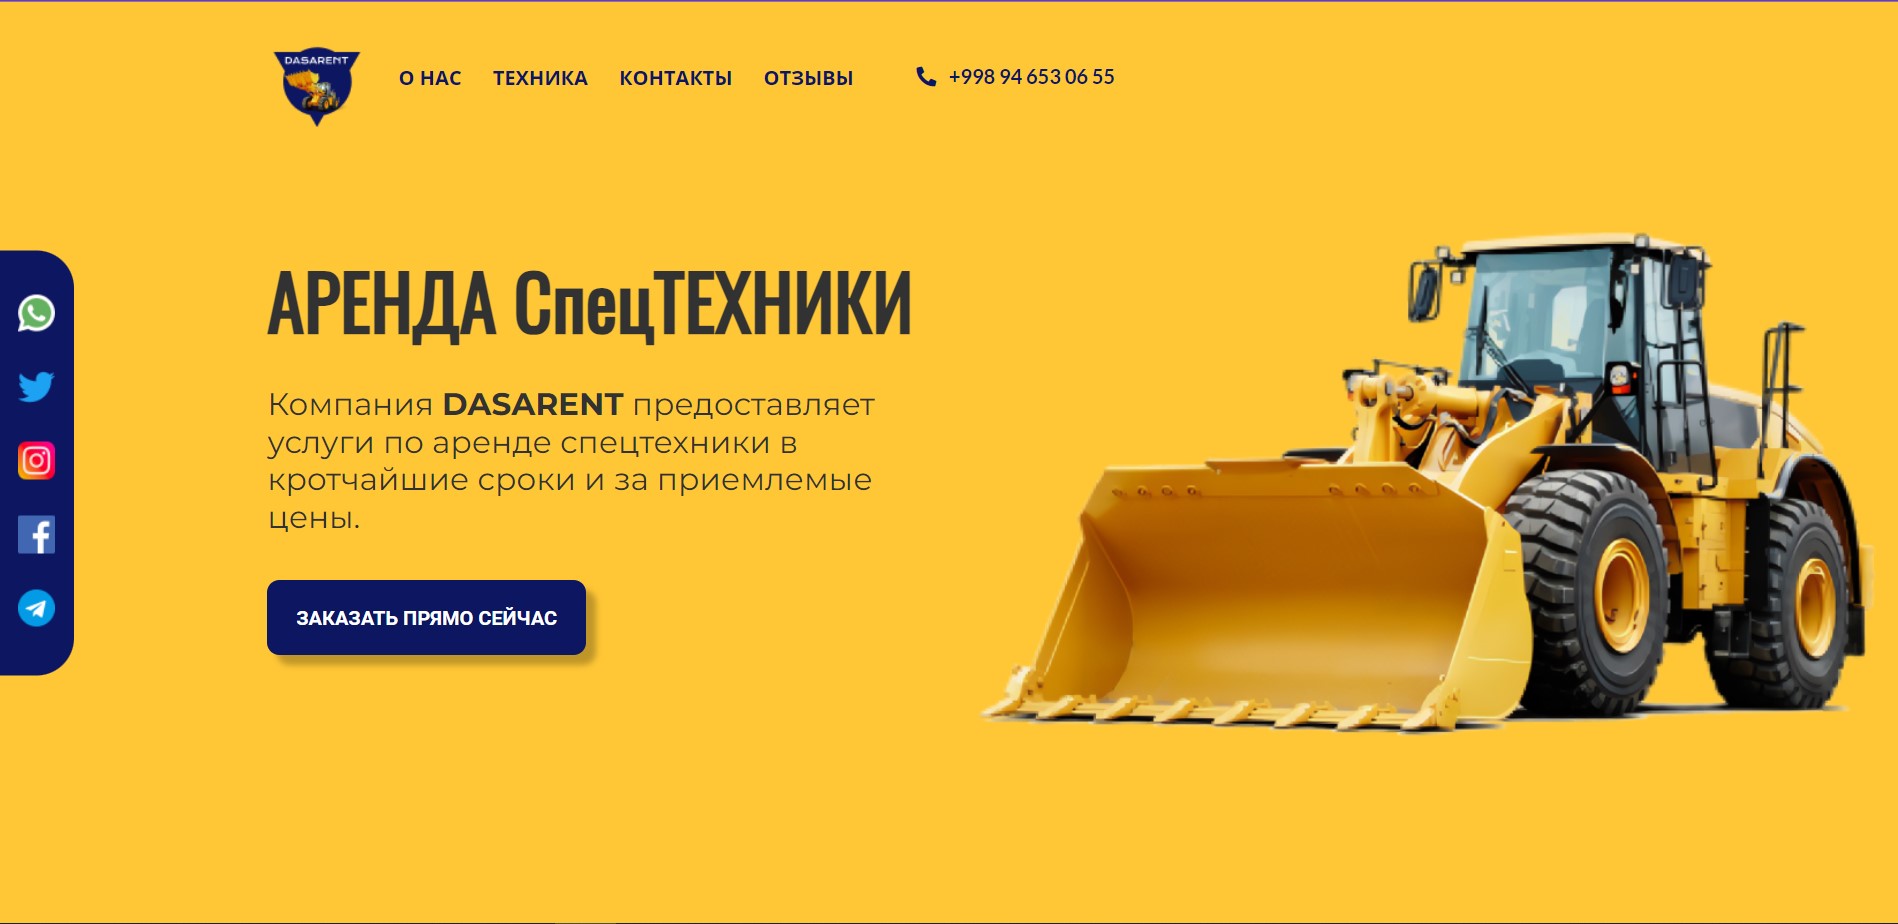 DASARENT
О НАС ТЕХНИКА КОНТАКТЫ ОТЗЫВЫ +998 94 653 06 55
АРЕНДА СпецТЕХНИКИ
Компания DASARENT предоставляет
услуги по аренде спецтехники в
кротчайшие сроки и за приемлемые
цены.
ЗАКАЗАТЬ ПРЯМО СЕЙЧАС